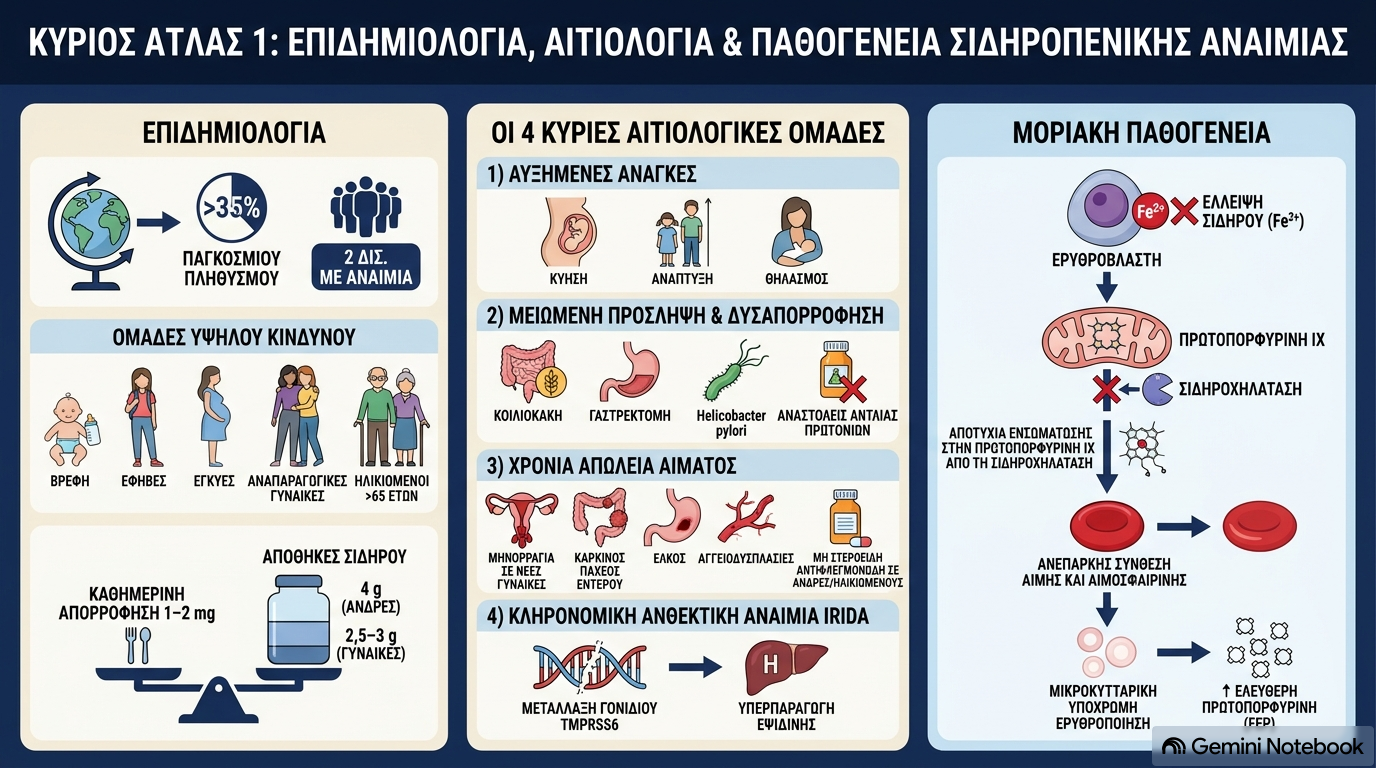 ΚΥΡΙΟΣ ΑΤΛΑΣ 1: ΕΠΙΔΗΜΙΟΛΟΓΙΑ, ΑΙΤΙΟΛΟΓΙΑ & ΠΑΘΟΓΕΝΕΙΑ ΣΙΔΗΡΟΠΕΝΙΚΗΣ ΑΝΑΙΜΙΑΣ
ΕΠΙΔΗΜΙΟΛΟΓΙΑ
>35%
ΠΑΓΚΟΣΜΙΟΥ
ΠΛΗΘΥΣΜΟΥ
2 ΔΙΣ.
ΜΕ ΑΝΑΙΜΙΑ
ΟΜΑΔΕΣ ΥΨΗΛΟΥ ΚΙΝΔΥΝΟΥ
ΒΡΕΦΗ
ΕΦΗΒΕΣ
ΕΓΚΥΕΣ
ΑΝΑΠΑΡΑΓΩΓΙΚΕΣ
ΓΥΝΑΙΚΕΣ
ΗΛΙΚΙΟΜΕΝΟΙ
>65 ΕΤΩΝ
ΚΑΘΗΜΕΡΙΝΗ
ΑΠΟΡΡΟΦΗΣΗ 1–2 mg
ΑΠΟΘΗΚΕΣ ΣΙΔΗΡΟΥ
4 g
(ΑΝΔΡΕΣ)
2,5–3 g
(ΓΥΝΑΙΚΕΣ)
ΟΙ 4 ΚΥΡΙΕΣ ΑΙΤΙΟΛΟΓΙΚΕΣ ΟΜΑΔΕΣ
1) ΑΥΞΗΜΕΝΕΣ ΑΝΑΓΚΕΣ
ΚΥΗΣΗ
ΑΝΑΠΤΥΞΗ
ΘΗΛΑΣΜΟΣ
2) ΜΕΙΩΜΕΝΗ ΠΡΟΣΛΗΨΗ & ΔΥΣΑΠΟΡΡΟΦΗΣΗ
ΚΟΙΛΙΟΚΑΚΗ
ΓΑΣΤΡΕΚΤΟΜΗ
Helicobacter
pylori
ΑΝΑΣΤΟΛΕΙΣ ΑΝΤΛΙΑΣ
ΠΡΩΤΟΝΙΩΝ
3) ΧΡΟΝΙΑ ΑΠΩΛΕΙΑ ΑΙΜΑΤΟΣ
ΜΗΝΟΡΡΑΓΙΑ
ΣΕ ΝΕΕΖ
ΓΥΝΑΙΚΕΣ
ΚΑΡΚΙΝΟΣ
ΠΑΧΕΟΣ
ΕΝΤΕΡΟΥ
ΕΛΚΟΣ
ΑΓΓΕΙΟΔΥΣΠΛΑΣΙΕΣ
ΜΗ ΣΤΕΡΟΕΙΔΗ
ΣΕ
ΑΝΔΡΕΣ/ΗΛΙΚΙΩΜΕΝΟΥΣ
4) ΚΛΗΡΟΝΟΜΙΚΗ ΑΝΘΕΚΤΙΚΗ ΑΝΑΙΜΙΑ IRIDA
ΜΕΤΑΛΛΑΞΗ ΓΟΝΙΔΙΟΥ
TMPRSS6
H
ΥΠΕΡΠΑΡΑΓΩΓΗ
ΕΨΙΔΙΝΗΣ
ΜΟΡΙΑΚΗ ΠΑΘΟΓΕΝΕΙΑ
ΕΛΛΕΙΨΗ
ΣΙΔΗΡΟΥ
ΕΡΥΘΡΟΒΛΑΣΤΗ
ΠΡΩΤΟΠΟΡΦΥΡΙΝΗ IX
ΣΙΔΗΡΟΧΗΛΑΤΑΣΗ
ΑΠΟΤΥΧΙΑ ΕΝΣΩΜΑΤΩΣΗΣ
ΣΤΗΝ ΠΡΩΤΟΠΟΡΦΥΡΙΝΗ IX
ΑΠΟ ΤΗ ΣΙΔΗΡΟΧΗΛΑΤΑΣΗ
ΑΝΕΠΑΡΚΗΣ ΣΥΝΘΕΣΗ
ΑΙΜΗΣ ΚΑΙ ΑΙΜΟΣΦΑΙΡΙΝΗΣ
ΜΙΚΡΟΚΥΤΤΑΡΙΚΗ
ΥΠΟΧΡΩΜΗ
ΕΡΥΘΡΟΠΟΙΗΣΗ
↑ ΕΛΕΥΘΕΡΗ
ΠΡΩΤΟΠΟΡΦΥΡΙΝΗ
Gemini Notebook